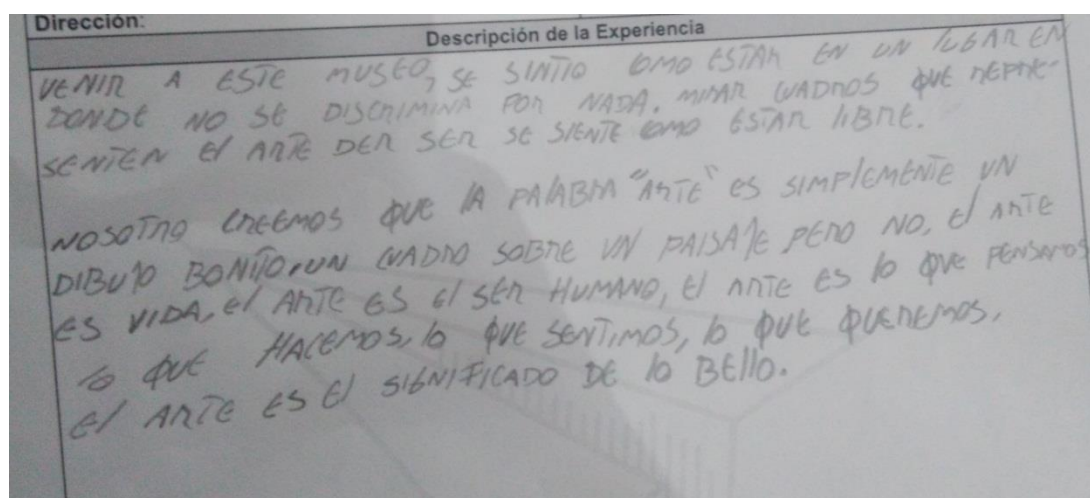 Dirección:
Descripción de la Experiencia
VENIR A ESTE MUSEO, SE SINTIO COMO ESTAR EN UN LUGAR EN
DONDE NO SE DISCRIMINA POR NADA. MIRAR CUADROS QUE REPRE-
SENTEN El ARTE DER SER SE SIENTE COMO ESTAR lIBRE.
NOSOTRO CREEMOS QUE lA PAlABRA "ARTE" ES SIMPlEMENTE UN
DIBUJO BONITO, UN CUADRO SOBRE UN PAISAJE PERO NO, El ARTE
ES VIDA, El ARTE ES El SER HUMANO, El ARTE ES lo QUE PENSAMOS
lo QUE HACEMOS, lo QUE SENTIMOS, lo QUE QUEREMOS,
El ARTE ES El SIGNIFICADO DE lo BEllO.